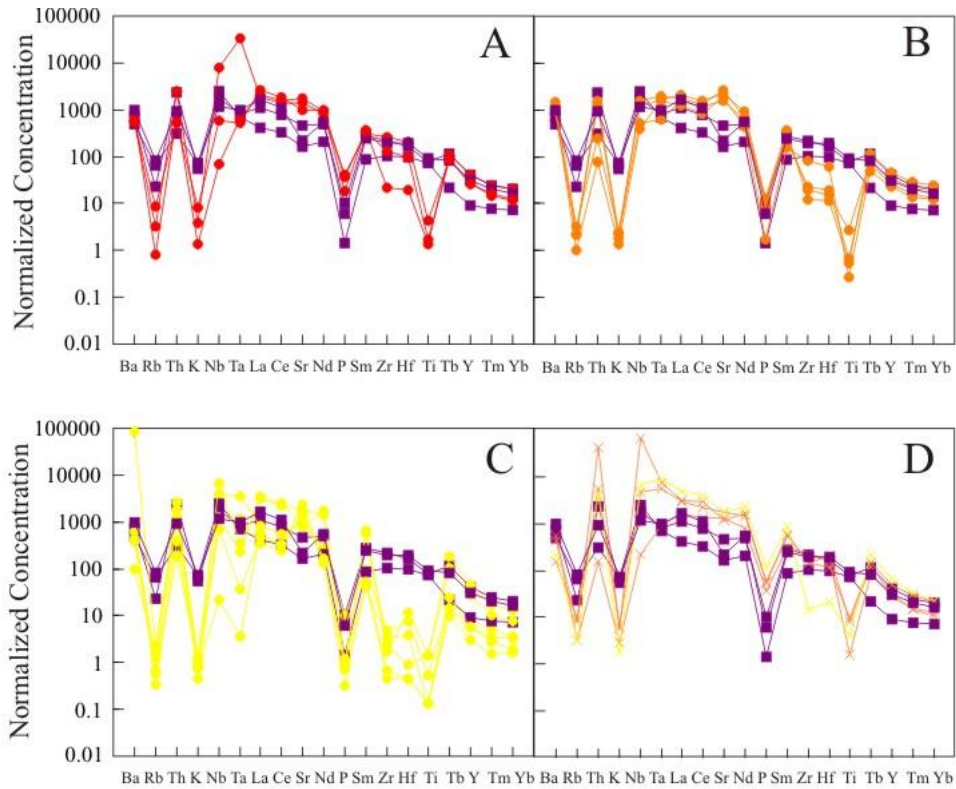 100000
10000
1000
100
10
1
0.1
0.01
Normalized Concentration
A
B
Ba Rb Th K Nb Ta La Ce Sr Nd P Sm Zr Hf Ti Tb Y Tm Yb
Ba Rb Th K Nb Ta La Ce Sr Nd P Sm Zr Hf Ti Tb Y Tm Yb
100000
10000
1000
100
10
1
0.1
0.01
Normalized Concentration
C
D
Ba Rb Th K Nb Ta La Ce Sr Nd P Sm Zr Hf Ti Tb Y Tm Yb
Ba Rb Th K Nb Ta La Ce Sr Nd P Sm Zr Hf Ti Tb Y Tm Yb